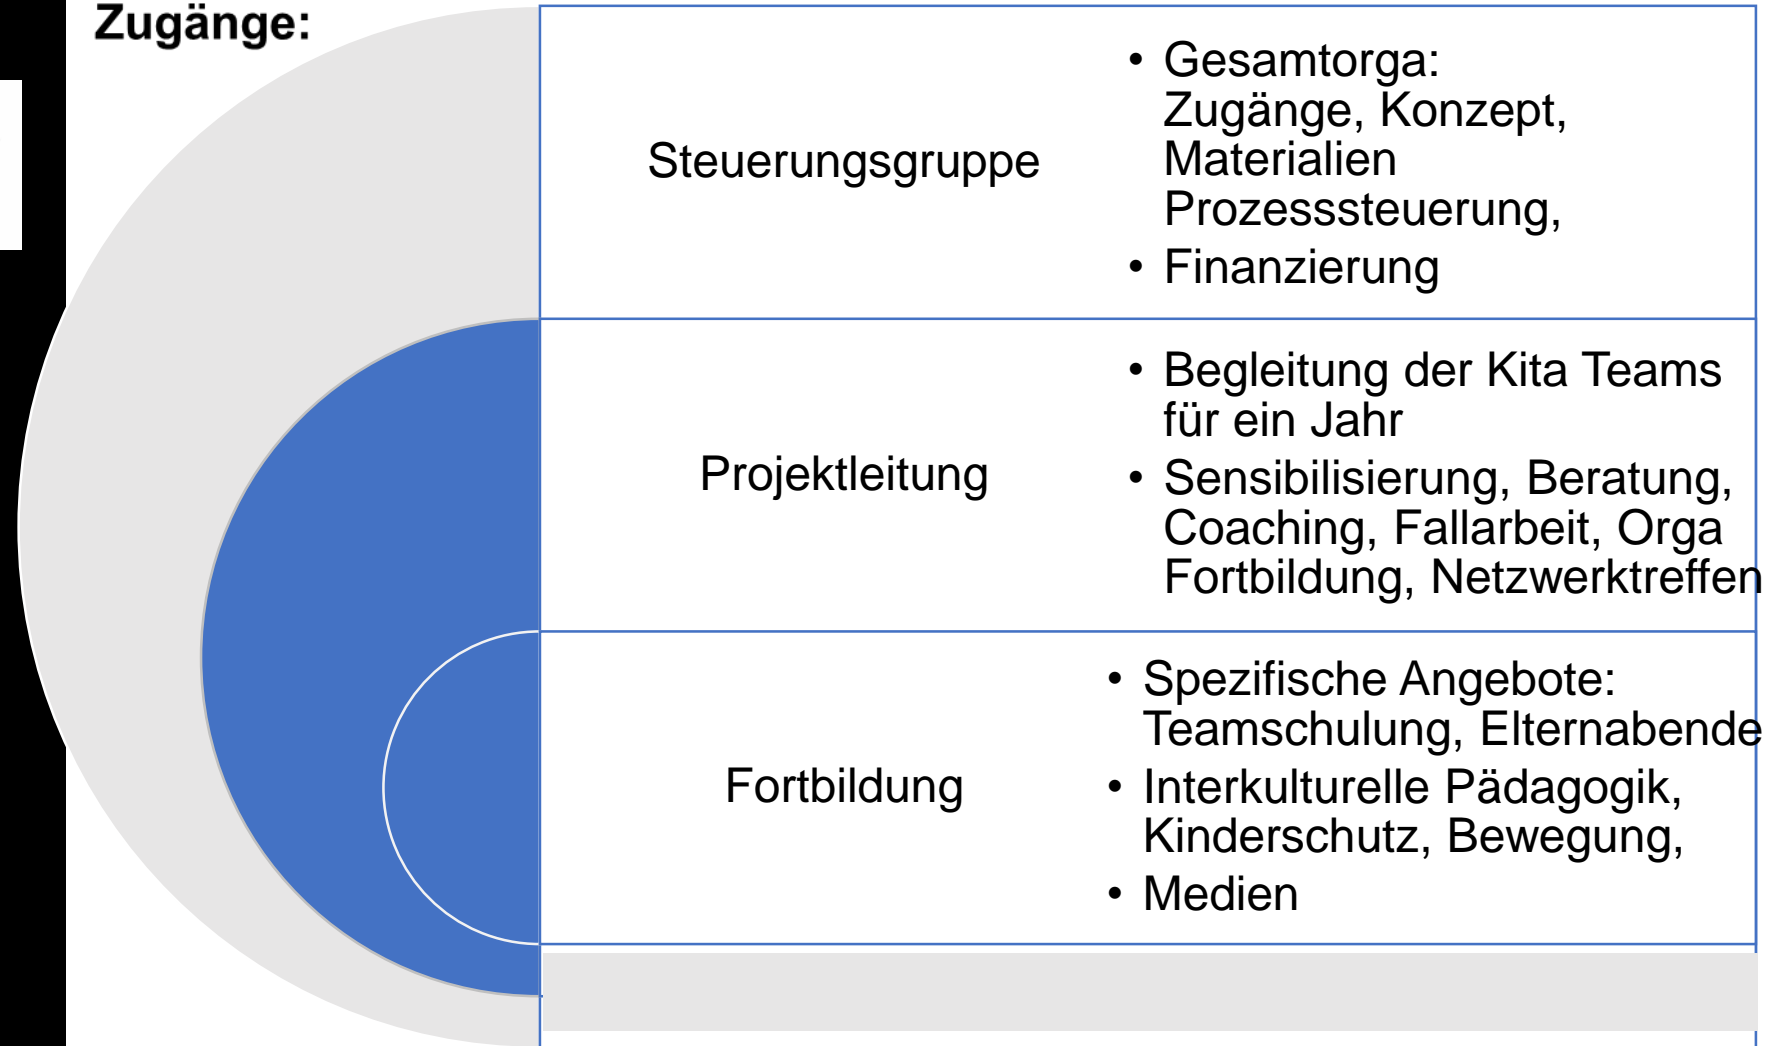 Zugänge:
Steuerungsgruppe
• Gesamtorga:
Zugänge, Konzept,
Materialien
Prozesssteuerung,
• Finanzierung
Projektleitung
• Begleitung der Kita Teams
für ein Jahr
• Sensibilisierung, Beratung,
Coaching, Fallarbeit, Orga
Fortbildung, Netzwerktreffen
Fortbildung
• Spezifische Angebote:
Teamschulung, Elternabende
• Interkulturelle Pädagogik,
Kinderschutz, Bewegung,
• Medien